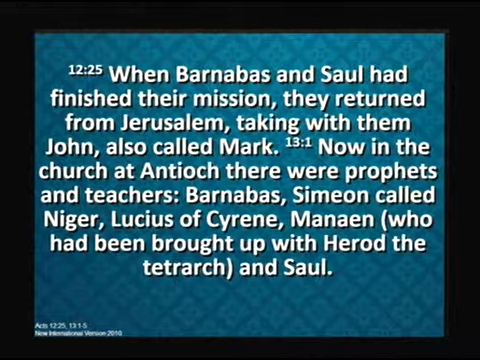 12:25 When Barnabas and Saul had
finished their mission, they returned
from Jerusalem, taking with them
John, also called Mark. 13:1 Now in the
church at Antioch there were prophets
and teachers: Barnabas, Simeon called
Niger, Lucius of Cyrene, Manaen (who
had been brought up with Herod the
tetrarch) and Saul.
Acts 12:25, 13:1-5
New International Version 2010